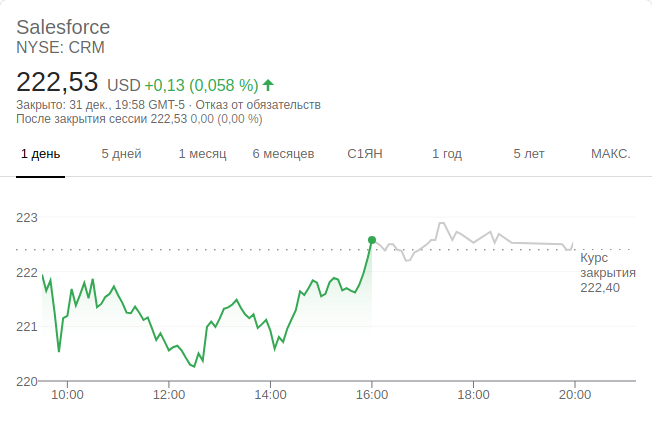 Salesforce
NYSE: CRM
222,53 USD +0,13 (0,058 %)
Закрыто: 31 дек., 19:58 GMT-5 · Отказ от обязательств
После закрытия сессии 222,53 0,00 (0,00 %)
1 день 5 дней 1 месяц 6 месяцев С1ЯН 1 год 5 лет МАКС.
223
222
221
220
Курс
закрытия
222,40
10:00 12:00 14:00 16:00 18:00 20:00